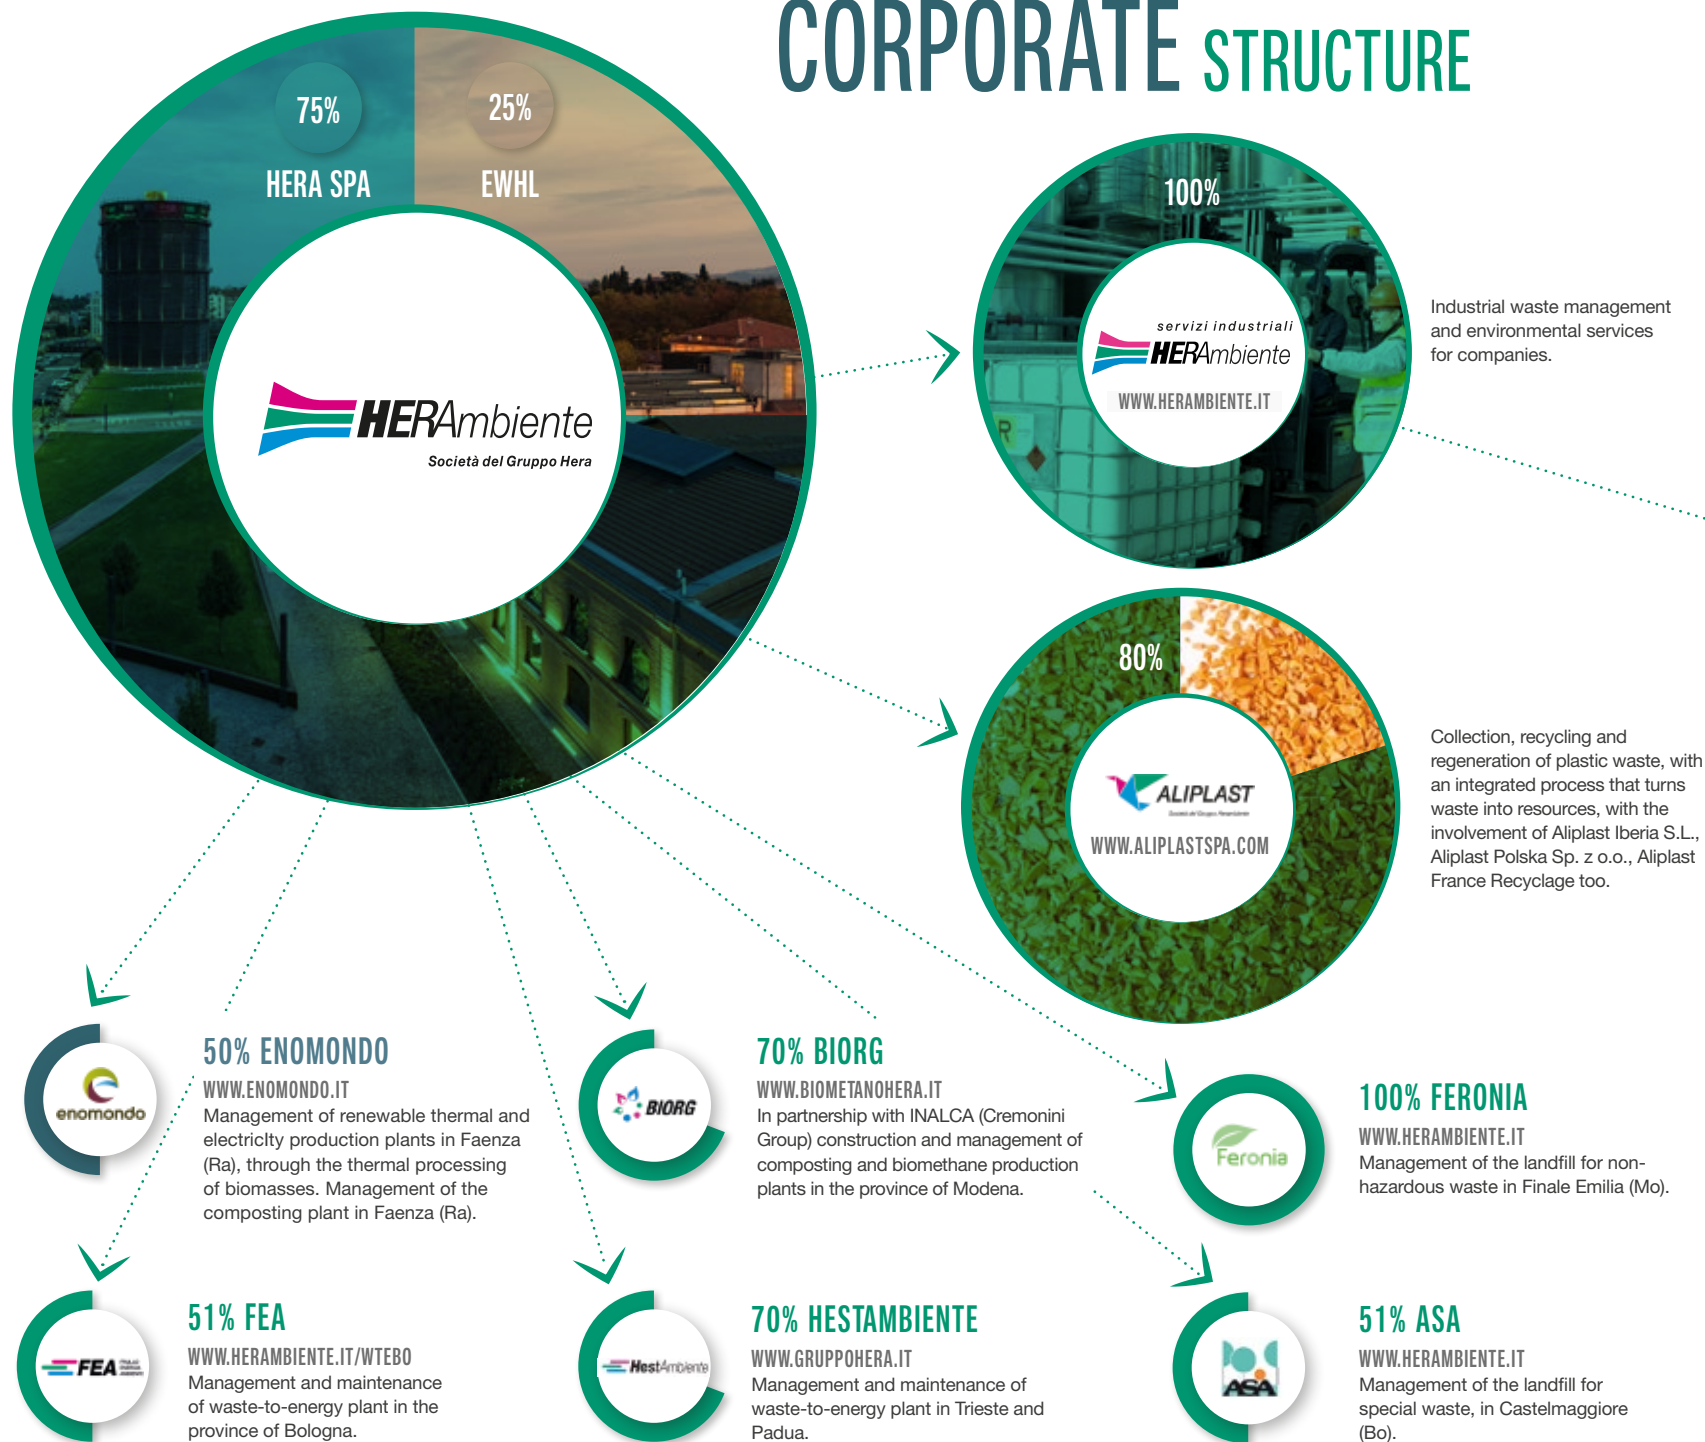 CORPORATE STRUCTURE
75%
HERA SPA
25%
EWHL
HERAmbiente
Società del Gruppo Hera
100%
servizi industriali
HERAmbiente
WWW.HERAMBIENTE.IT
Industrial waste management
and environmental services
for companies.
80%
ALIPLAST
WWW.ALIPLASTSPA.COM
Collection, recycling and
regeneration of plastic waste, with
an integrated process that turns
waste into resources, with the
involvement of Aliplast Iberia S.L.,
Aliplast Polska Sp. z o.o., Aliplast
France Recyclage too.
enomondo
50% ENOMONDO
WWW.ENOMONDO.IT
Management of renewable thermal and
electricity production plants in Faenza
(Ra), through the thermal processing
of biomasses. Management of the
composting plant in Faenza (Ra).
BIORG
70% BIORG
WWW.BIOMETANOHERA.IT
In partnership with INALCA (Cremonini
Group) construction and management of
composting and biomethane production
plants in the province of Modena.
Feronia
100% FERONIA
WWW.HERAMBIENTE.IT
Management of the landfill for non-
hazardous waste in Finale Emilia (Mo).
FEA
51% FEA
WWW.HERAMBIENTE.IT/WTEBO
Management and maintenance
of waste-to-energy plant in the
province of Bologna.
HestAmbiente
70% HESTAMBIENTE
WWW.GRUPPOHERA.IT
Management and maintenance of
waste-to-energy plant in Trieste and
Padua.
ASA
51% ASA
WWW.HERAMBIENTE.IT
Management of the landfill for
special waste, in Castelmaggiore
(Bo).